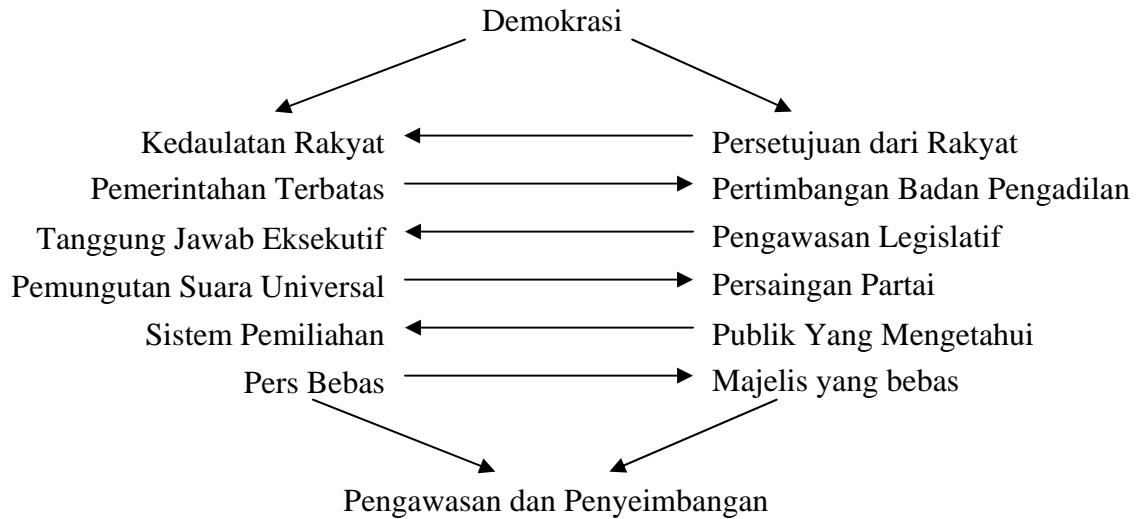 Demokrasi
Kedaulatan Rakyat Persetujuan dari Rakyat
Pemerintahan Terbatas Pertimbangan Badan Pengadilan
Tanggung Jawab Eksekutif Pengawasan Legislatif
Pemungutan Suara Universal Persaingan Partai
Sistem Pemiliahan Publik Yang Mengetahui
Pers Bebas Majelis yang bebas
Pengawasan dan Penyeimbangan